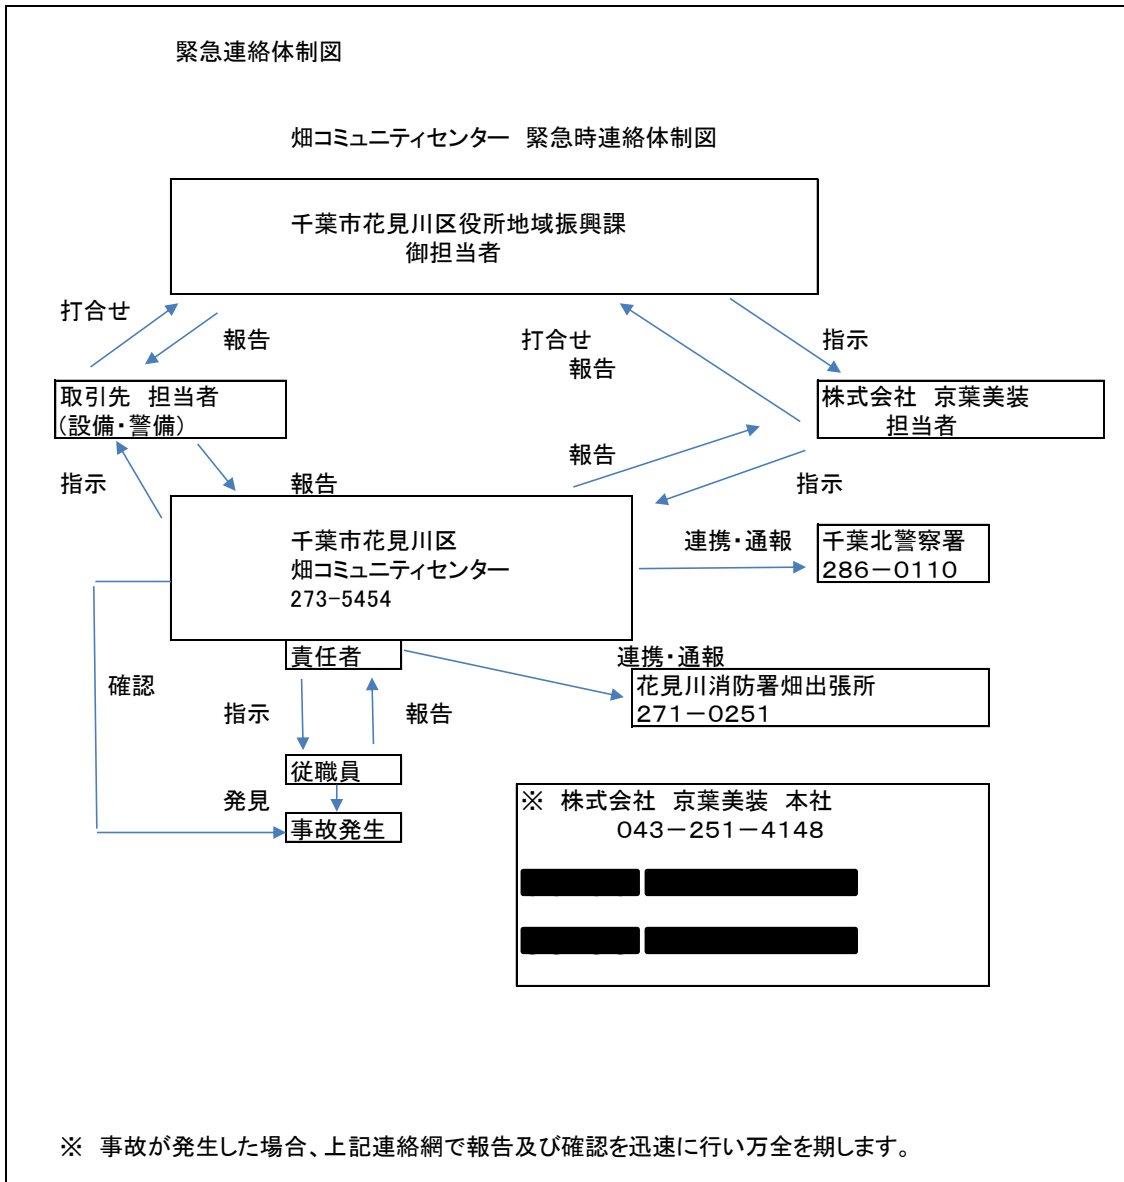 緊急連絡体制図
畑コミュニティセンター 緊急時連絡体制図
千葉市花見川区役所地域振興課
御担当者
打合せ
報告
打合せ
報告
指示
取引先 担当者
(設備・警備)
株式会社 京葉美装
担当者
指示
報告
報告
指示
千葉市花見川区
畑コミュニティセンター
273-5454
連携・通報
千葉北警察署
286-0110
責任者
連携・通報
花見川消防署畑出張所
271-0251
確認
指示
報告
従職員
発見
事故発生
※ 株式会社 京葉美装 本社
043-251-4148
※ 事故が発生した場合、上記連絡網で報告及び確認を迅速に行い万全を期します。